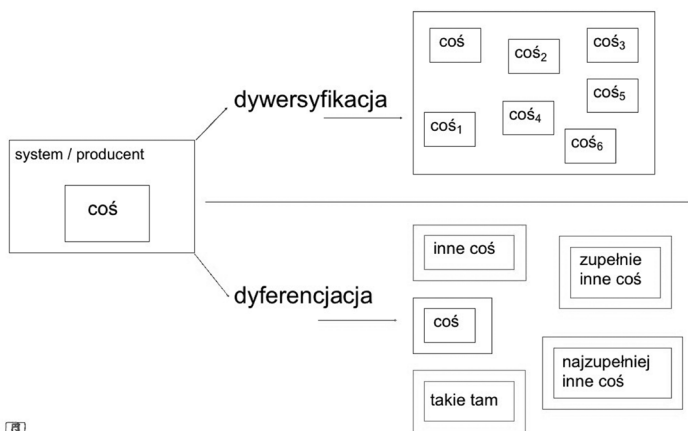 system / producent
coś
dywersyfikacja
coś
coś₂
coś₃
coś₅
coś₁
coś₄
coś₆
dyferencjacja
inne coś
zupełnie
inne coś
coś
najzupełniej
inne coś
takie tam